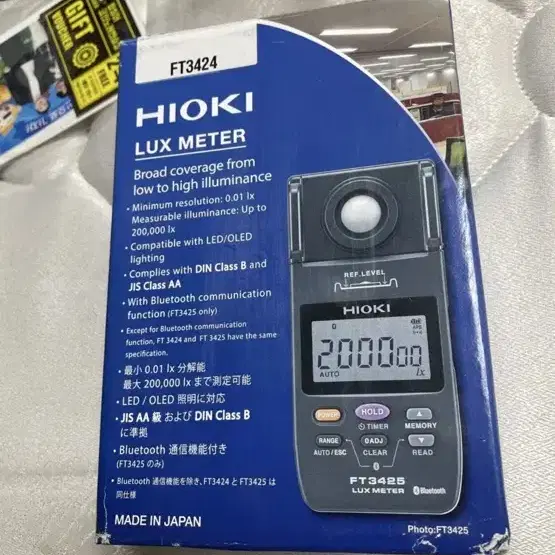 GIFT
VOUCHER
FREE
FT3424
HIOKI
LUX METER
Broad coverage from
low to high illuminance
• Minimum resolution: 0.01 lx
Measurable illuminance: Up to
200,000 lx
• Compatible with LED/OLED
lighting
• Complies with DIN Class B and
JIS Class AA
• With Bluetooth communication
function (FT3425 only)
• Except for Bluetooth communication
function, FT 3424 and FT 3425 have the same
specification.
• 最小 0.01 lx 分解能
最大 200,000 lx まで測定可能
• LED / OLED 照明に対応
• JIS AA 級 および DIN Class B
に準拠
• Bluetooth 通信機能付き
(FT3425 のみ)
• Bluetooth 通信機能を除き、FT3424 と FT3425 は
同仕様
MADE IN JAPAN
REF. LEVEL
HIOKI
0
200000
AUTO
lx
POWER
HOLD
TIMER
MEMORY
RANGE
0ADJ
AUTO/ESC
CLEAR
READ
FT3425
LUX METER
Bluetooth
Photo:FT3425